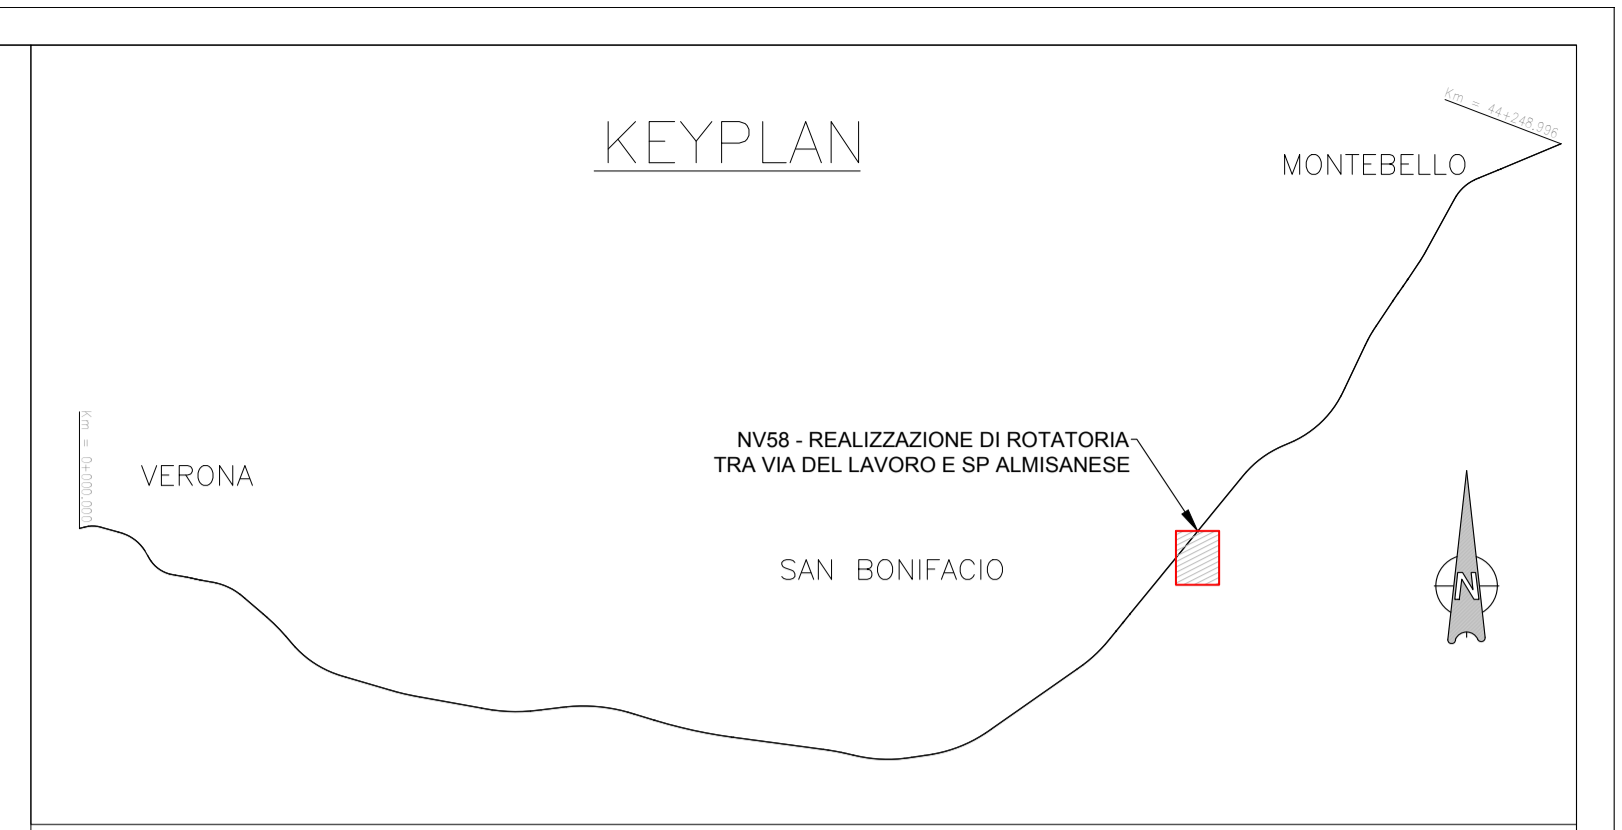 KEYPLAN
Km = 44+248.996
MONTEBELLO
NV58 - REALIZZAZIONE DI ROTATORIA
TRA VIA DEL LAVORO E SP ALMISANESE
Km = 0+000.000
VERONA
SAN BONIFACIO
N